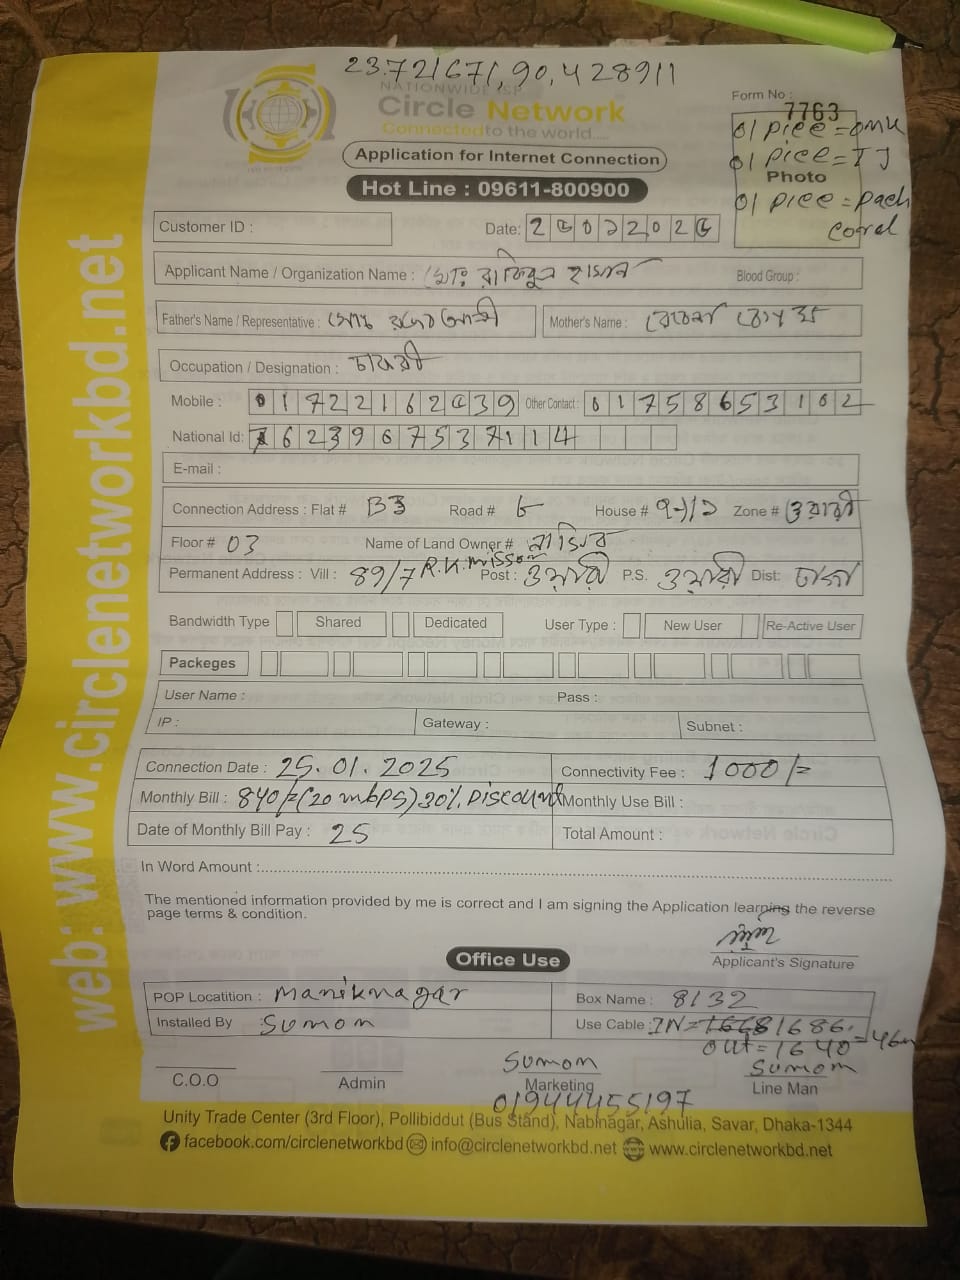 23.721671,90,428911
NATIONWIDE ISP
Circle Network
Connected to the world....
Form No : 7763
Photo
01 piece = onu
01 piece = TJ
01 piece = pach
Application for Internet Connection
Hot Line : 09611-800900
Customer ID :
Date:
Applicant Name / Organization Name : মোঃ রাকিবুল হাসান
Blood Group :
Father's Name / Representative :
Mother's Name :
Occupation / Designation : চাকরী
Mobile : 01722162039 Other Contact : 01758653102
National Id: 623967537114
E-mail :
Connection Address : Flat # B3 Road # House # Zone # ওয়ারী
Floor # 03 Name of Land Owner #
Permanent Address : Vill : 89/7 R.K.mission Post : ওয়ারী P.S. ওয়ারী Dist: ঢাকা
Bandwidth Type Shared Dedicated User Type : New User Re-Active User
Packeges
User Name : Pass :
IP : Gateway : Subnet :
Connection Date : 25.01.2025 Connectivity Fee : 1000/=
Monthly Bill : 840/=(20 mbps) 30% Discount Monthly Use Bill :
Date of Monthly Bill Pay : 25 Total Amount :
In Word Amount :
The mentioned information provided by me is correct and I am signing the Application learning the reverse
page terms & condition.
Applicant's Signature
Office Use
POP Locatition : Maniknagar Box Name : 8132
Installed By : Sumon Use Cable : IN= 1686
out = 1640 = 46m
Sumon Sumon
C.O.O Admin Marketing Line Man
01944455197
Unity Trade Center (3rd Floor), Pollibiddut (Bus Stand), Nabinagar, Ashulia, Savar, Dhaka-1344
facebook.com/circlenetworkbd info@circlenetworkbd.net www.circlenetworkbd.net
web: www.circlenetworkbd.net